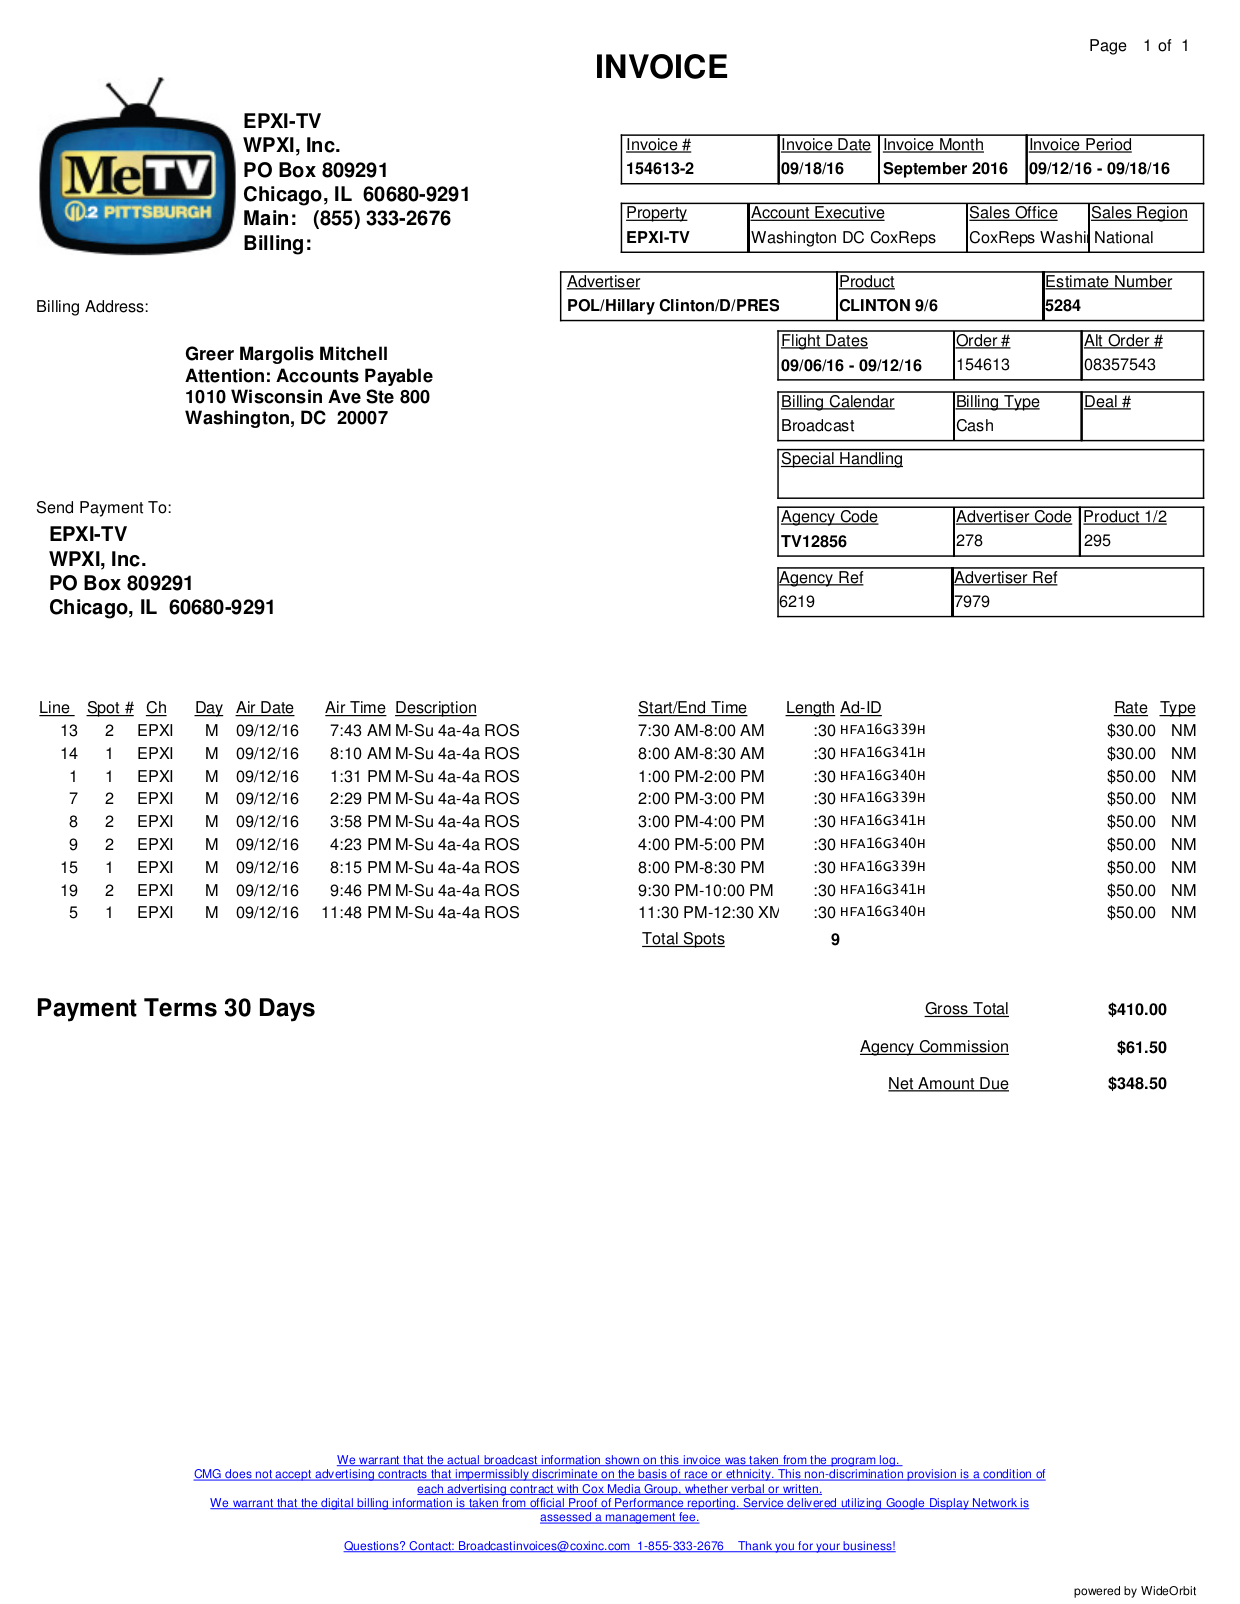 Page 1 of 1
INVOICE
MeTV
11.2 PITTSBURGH
EPXI-TV
WPXI, Inc.
PO Box 809291
Chicago, IL 60680-9291
Main: (855) 333-2676
Billing:
Invoice # Invoice Date Invoice Month Invoice Period
154613-2 09/18/16 September 2016 09/12/16 - 09/18/16
Property Account Executive Sales Office Sales Region
EPXI-TV Washington DC CoxReps CoxReps Washi National
Advertiser Product Estimate Number
POL/Hillary Clinton/D/PRES CLINTON 9/6 5284
Billing Address:
Greer Margolis Mitchell
Attention: Accounts Payable
1010 Wisconsin Ave Ste 800
Washington, DC 20007
Flight Dates Order # Alt Order #
09/06/16 - 09/12/16 154613 08357543
Billing Calendar Billing Type Deal #
Broadcast Cash
Special Handling
Send Payment To:
EPXI-TV
WPXI, Inc.
PO Box 809291
Chicago, IL 60680-9291
Agency Code Advertiser Code Product 1/2
TV12856 278 295
Agency Ref Advertiser Ref
6219 7979
Line Spot # Ch Day Air Date Air Time Description Start/End Time Length Ad-ID Rate Type
13 2 EPXI M 09/12/16 7:43 AM M-Su 4a-4a ROS 7:30 AM-8:00 AM :30 HFA16G339H $30.00 NM
14 1 EPXI M 09/12/16 8:10 AM M-Su 4a-4a ROS 8:00 AM-8:30 AM :30 HFA16G341H $30.00 NM
1 1 EPXI M 09/12/16 1:31 PM M-Su 4a-4a ROS 1:00 PM-2:00 PM :30 HFA16G340H $50.00 NM
7 2 EPXI M 09/12/16 2:29 PM M-Su 4a-4a ROS 2:00 PM-3:00 PM :30 HFA16G339H $50.00 NM
8 2 EPXI M 09/12/16 3:58 PM M-Su 4a-4a ROS 3:00 PM-4:00 PM :30 HFA16G341H $50.00 NM
9 2 EPXI M 09/12/16 4:23 PM M-Su 4a-4a ROS 4:00 PM-5:00 PM :30 HFA16G340H $50.00 NM
15 1 EPXI M 09/12/16 8:15 PM M-Su 4a-4a ROS 8:00 PM-8:30 PM :30 HFA16G339H $50.00 NM
19 2 EPXI M 09/12/16 9:46 PM M-Su 4a-4a ROS 9:30 PM-10:00 PM :30 HFA16G341H $50.00 NM
5 1 EPXI M 09/12/16 11:48 PM M-Su 4a-4a ROS 11:30 PM-12:30 XM :30 HFA16G340H $50.00 NM
Total Spots 9
Payment Terms 30 Days
Gross Total $410.00
Agency Commission $61.50
Net Amount Due $348.50
We warrant that the actual broadcast information shown on this invoice was taken from the program log.
CMG does not accept advertising contracts that impermissibly discriminate on the basis of race or ethnicity. This non-discrimination provision is a condition of
each advertising contract with Cox Media Group, whether verbal or written.
We warrant that the digital billing information is taken from official Proof of Performance reporting. Service delivered utilizing Google Display Network is
assessed a management fee.
Questions? Contact: Broadcastinvoices@coxinc.com 1-855-333-2676 Thank you for your business!
powered by WideOrbit